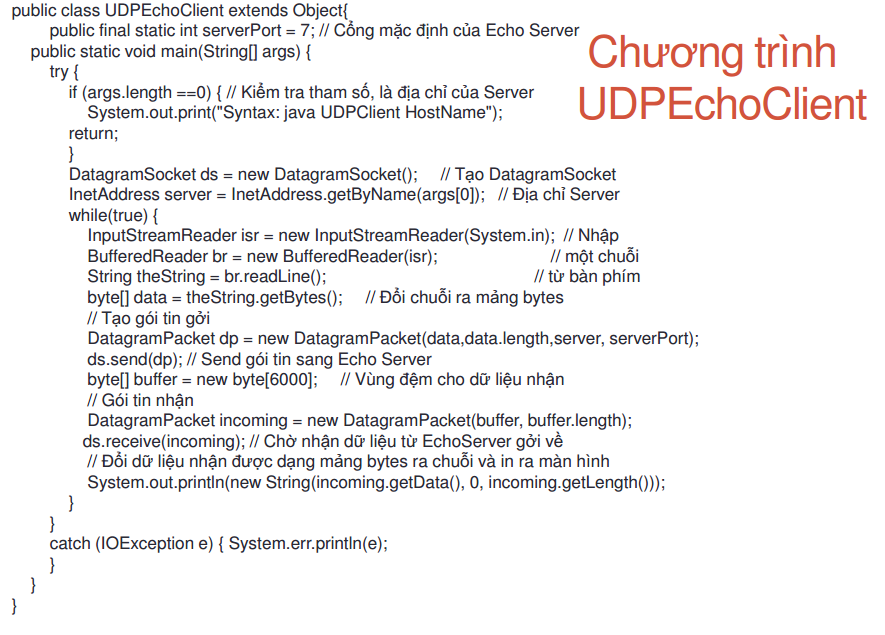 public class UDPEchoClient extends Object{
public final static int serverPort = 7; // Cổng mặc định của Echo Server
public static void main(String[] args) {
try {
if (args.length ==0) { // Kiểm tra tham số, là địa chỉ của Server
System.out.print("Syntax: java UDPClient HostName");
return;
}
DatagramSocket ds = new DatagramSocket(); // Tạo DatagramSocket
InetAddress server = InetAddress.getByName(args[0]); // Địa chỉ Server
while(true) {
InputStreamReader isr = new InputStreamReader(System.in); // Nhập
BufferedReader br = new BufferedReader(isr); // một chuỗi
String theString = br.readLine(); // từ bàn phím
byte[] data = theString.getBytes(); // Đổi chuỗi ra mảng bytes
// Tạo gói tin gởi
DatagramPacket dp = new DatagramPacket(data,data.length,server, serverPort);
ds.send(dp); // Send gói tin sang Echo Server
byte[] buffer = new byte[6000]; // Vùng đệm cho dữ liệu nhận
// Gói tin nhận
DatagramPacket incoming = new DatagramPacket(buffer, buffer.length);
ds.receive(incoming); // Chờ nhận dữ liệu từ EchoServer gởi về
// Đổi dữ liệu nhận được dạng mảng bytes ra chuỗi và in ra màn hình
System.out.println(new String(incoming.getData(), 0, incoming.getLength()));
}
}
catch (IOException e) { System.err.println(e);
}
}
}
Chương trình
UDPEchoClient